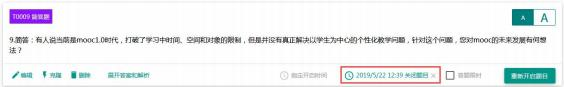 T0009 简答题
A A
9.简答：有人说当前是mooc1.0时代，打破了学习中时间、空间和对象的限制，但是并没有真正解决以学生为中心的个性化教学问题，针对这个问题，您对mooc的未来发展有何想
法？
编辑 克隆 删除 展开答案和解析 指定开启时间 2019/5/22 12:39 关闭题目 × 答题限时 重新开启题目